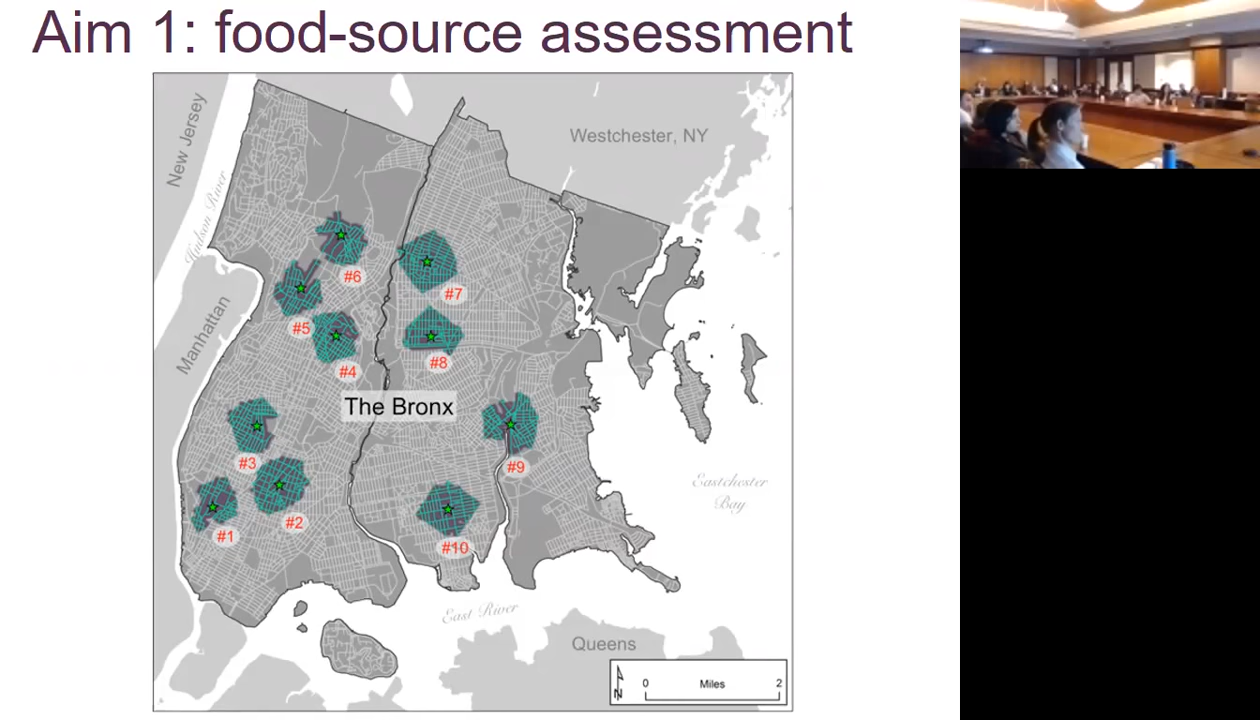 Aim 1: food-source assessment
New Jersey
Westchester, NY
Hudson River
#6
#7
Manhattan
#5
#8
#4
The Bronx
#3
#9
Eastchester
Bay
#1
#2
#10
East River
Queens
0 Miles 2
N